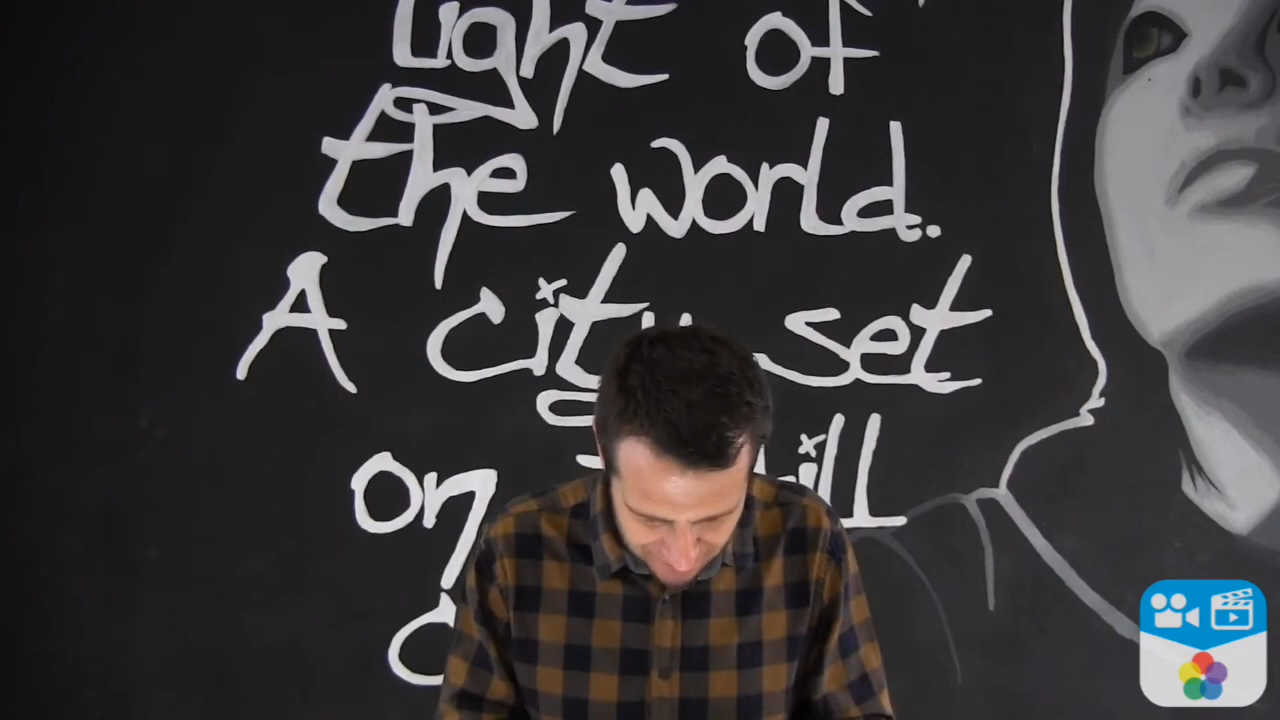 Light of
the world.
A city set
on